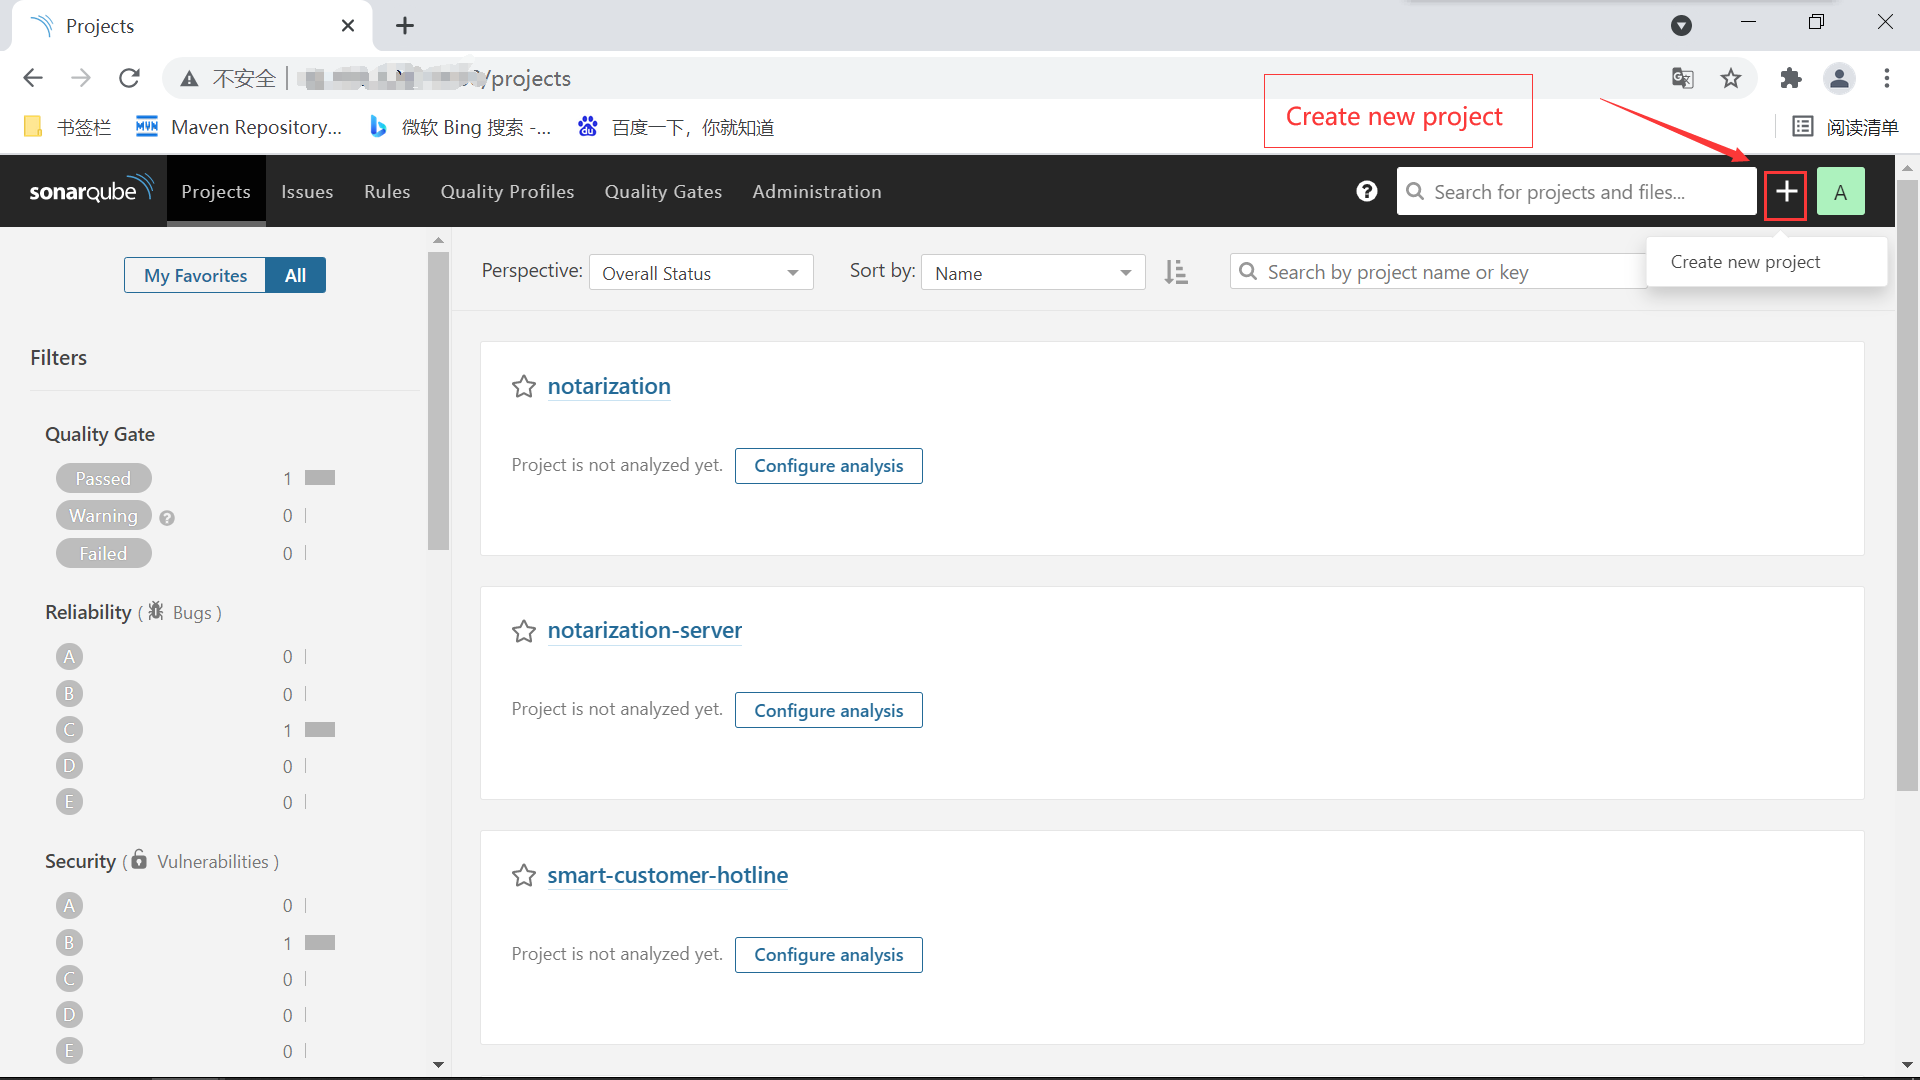 Projects
不安全 /projects
书签栏 Maven Repository... 微软 Bing 搜索 -... 百度一下，你就知道 阅读清单
Create new project
sonarqube Projects Issues Rules Quality Profiles Quality Gates Administration Search for projects and files... A
Create new project
My Favorites All
Perspective: Overall Status Sort by: Name Search by project name or key
Filters
Quality Gate
Passed 1
Warning 0
Failed 0
Reliability ( Bugs )
A 0
B 0
C 1
D 0
E 0
Security ( Vulnerabilities )
A 0
B 1
C 0
D 0
E 0
notarization
Project is not analyzed yet. Configure analysis
notarization-server
Project is not analyzed yet. Configure analysis
smart-customer-hotline
Project is not analyzed yet. Configure analysis